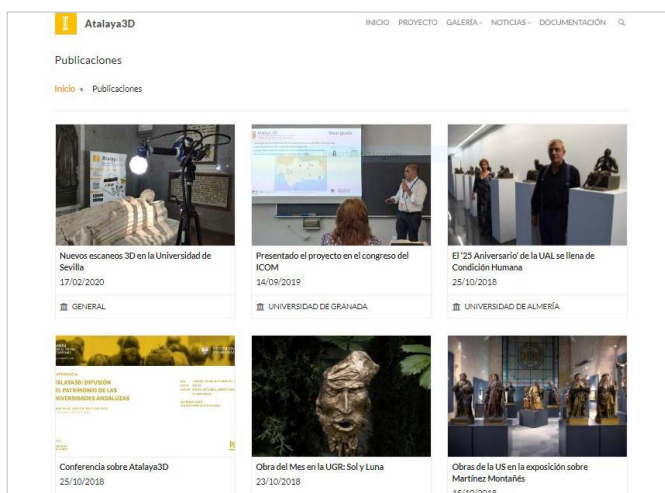 Atalaya3D
INICIO PROYECTO GALERÍA NOTICIAS DOCUMENTACIÓN
Publicaciones
Inicio » Publicaciones
Nuevos escaneos 3D en la Universidad de
Sevilla
17/02/2020
GENERAL
Presentado el proyecto en el congreso del
ICOM
14/09/2019
UNIVERSIDAD DE GRANADA
El '25 Aniversario' de la UAL se llena de
Condición Humana
25/10/2018
UNIVERSIDAD DE ALMERÍA
ATALAYA3D: DIFUSIÓN
EL PATRIMONIO DE LAS
UNIVERSIDADES ANDALUZAS
Conferencia sobre Atalaya3D
25/10/2018
Obra del Mes en la UGR: Sol y Luna
23/10/2018
Obras de la US en la exposición sobre
Martínez Montañés
15/10/2018